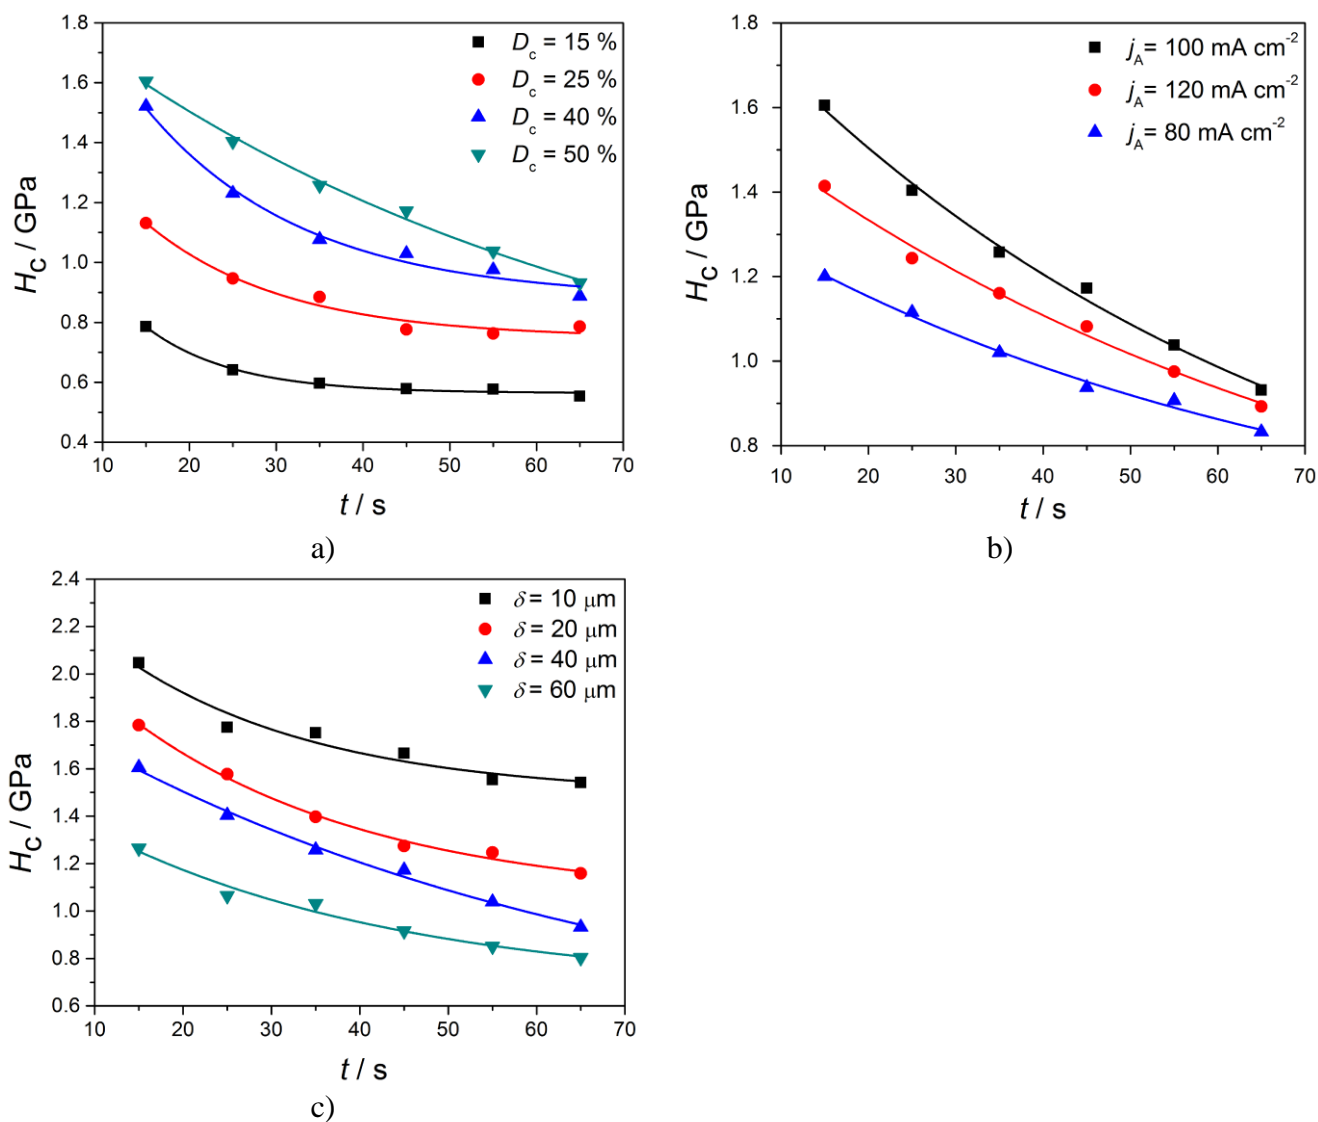 1.8
1.6
1.4
1.2
1.0
0.8
0.6
0.4
H_C / GPa
D_c = 15 %
D_c = 25 %
D_c = 40 %
D_c = 50 %
10 20 30 40 50 60 70
t / s
a)
1.8
1.6
1.4
1.2
1.0
0.8
H_C / GPa
j_A= 100 mA cm⁻²
j_A= 120 mA cm⁻²
j_A= 80 mA cm⁻²
10 20 30 40 50 60 70
t / s
b)
2.4
2.2
2.0
1.8
1.6
1.4
1.2
1.0
0.8
0.6
H_C / GPa
δ = 10 μm
δ = 20 μm
δ = 40 μm
δ = 60 μm
10 20 30 40 50 60 70
t / s
c)